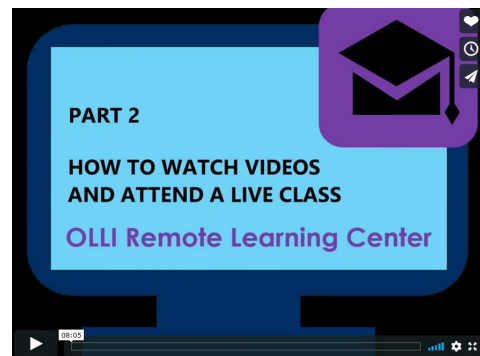 PART 2
HOW TO WATCH VIDEOS
AND ATTEND A LIVE CLASS
OLLI Remote Learning Center
08:05